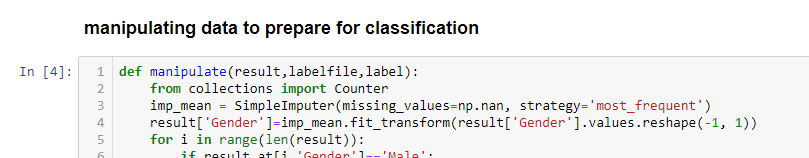 manipulating data to prepare for classification
In [4]:
1 def manipulate(result,labelfile,label):
2 from collections import Counter
3 imp_mean = SimpleImputer(missing_values=np.nan, strategy='most_frequent')
4 result['Gender']=imp_mean.fit_transform(result['Gender'].values.reshape(-1, 1))
5 for i in range(len(result)):
6 if result.at[i,'Gender']=='Male':